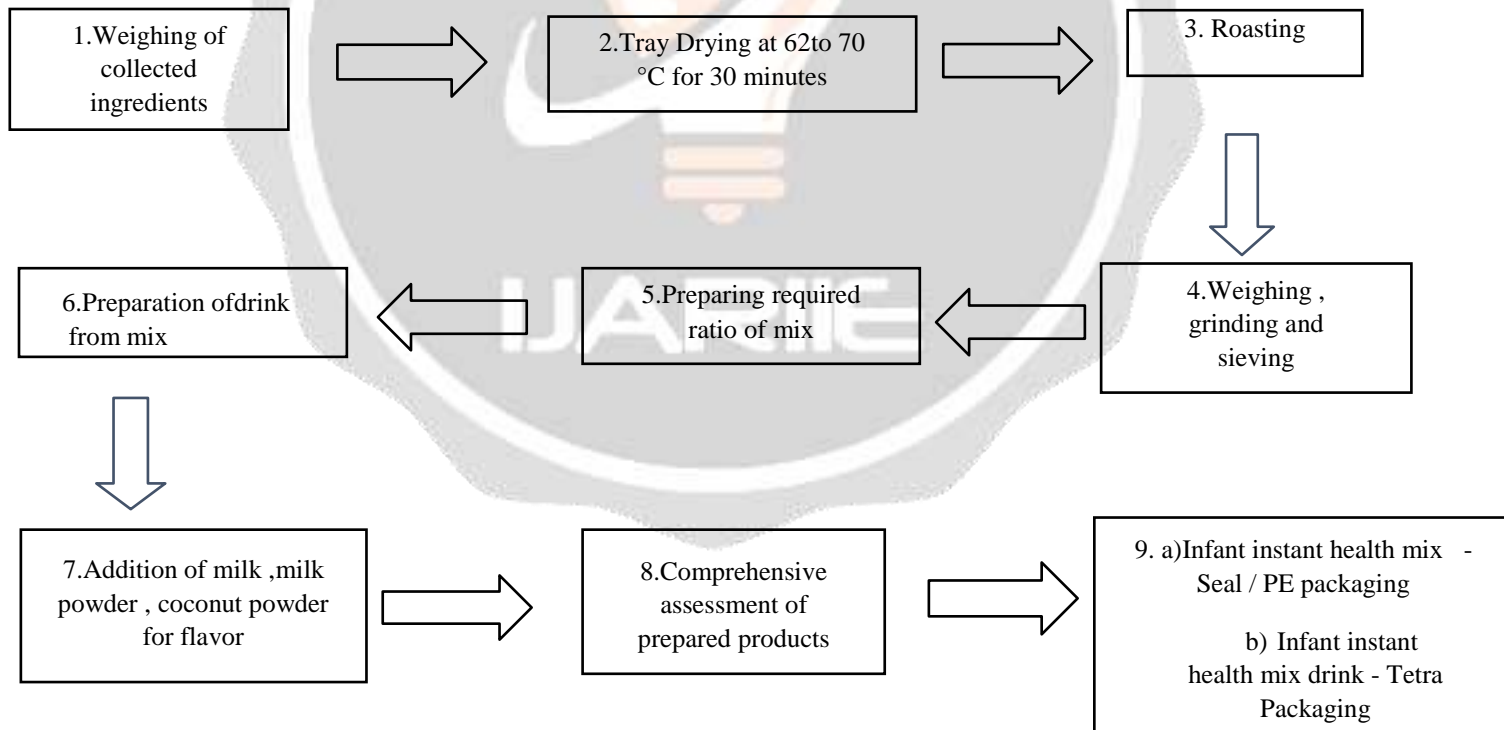 1.Weighing of
collected
ingredients
2.Tray Drying at 62to 70
°C for 30 minutes
3. Roasting
4.Weighing ,
grinding and
sieving
5.Preparing required
ratio of mix
6.Preparation ofdrink
from mix
7.Addition of milk ,milk
powder , coconut powder
for flavor
8.Comprehensive
assessment of
prepared products
9. a)Infant instant health mix -
Seal / PE packaging
b) Infant instant
health mix drink - Tetra
Packaging
IJARIIE